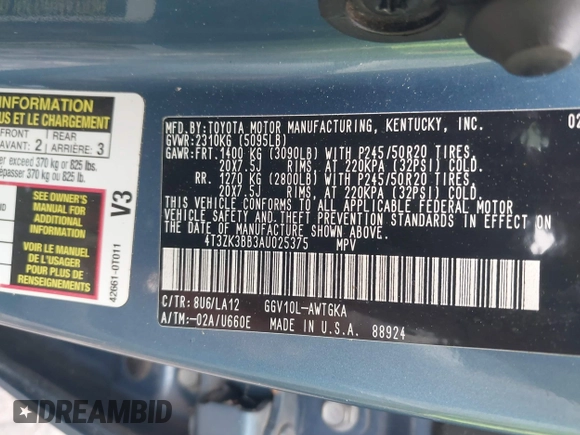 INFORMATION
US ET LE CHARGEMENT
FRONT
AVANT: 2
REAR
ARRIÈRE: 3
er exceed 370 kg or 825 lbs.
épasser 370 kg ou 825 lb.
SEE OWNER'S
MANUAL FOR
ADDITIONAL
INFORMATION
VOIR LE MANUEL
DE L'USAGER
POUR PLUS DE
RENSEIGNEMENTS
V3
42661-0T011
MFD.BY:TOYOTA MOTOR MANUFACTURING, KENTUCKY, INC.
02
GVWR:2310KG (5095LB)
GAWR:FRT.1400 KG (3090LB) WITH P245/50R20 TIRES,
20X7.5J RIMS AT 220KPA (32PSI) COLD.
RR. 1270 KG (2800LB) WITH P245/50R20 TIRES,
20X7.5J RIMS AT 220KPA (32PSI) COLD.
THIS VEHICLE CONFORMS TO ALL APPLICABLE FEDERAL MOTOR
VEHICLE SAFETY, AND THEFT PREVENTION STANDARDS IN EFFECT ON
THE DATE OF MANUFACTURE SHOWN ABOVE.
4T3ZK3BB3AU025375 MPV
C/TR:8U6/LA12 GGV10L-AWTGKA
A/TM:-02A/U660E MADE IN U.S.A. 88924
DREAMBID